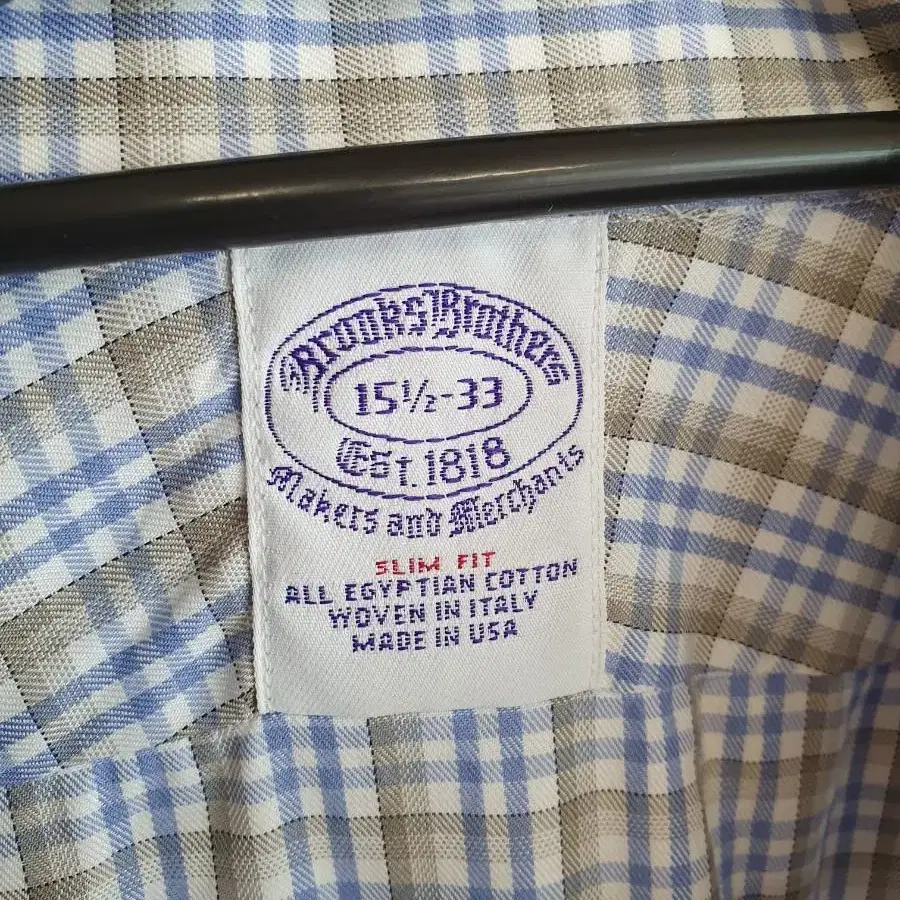 Brooks Brothers
15½-33
Est. 1818
Makers and Merchants
SLIM FIT
ALL EGYPTIAN COTTON
WOVEN IN ITALY
MADE IN USA